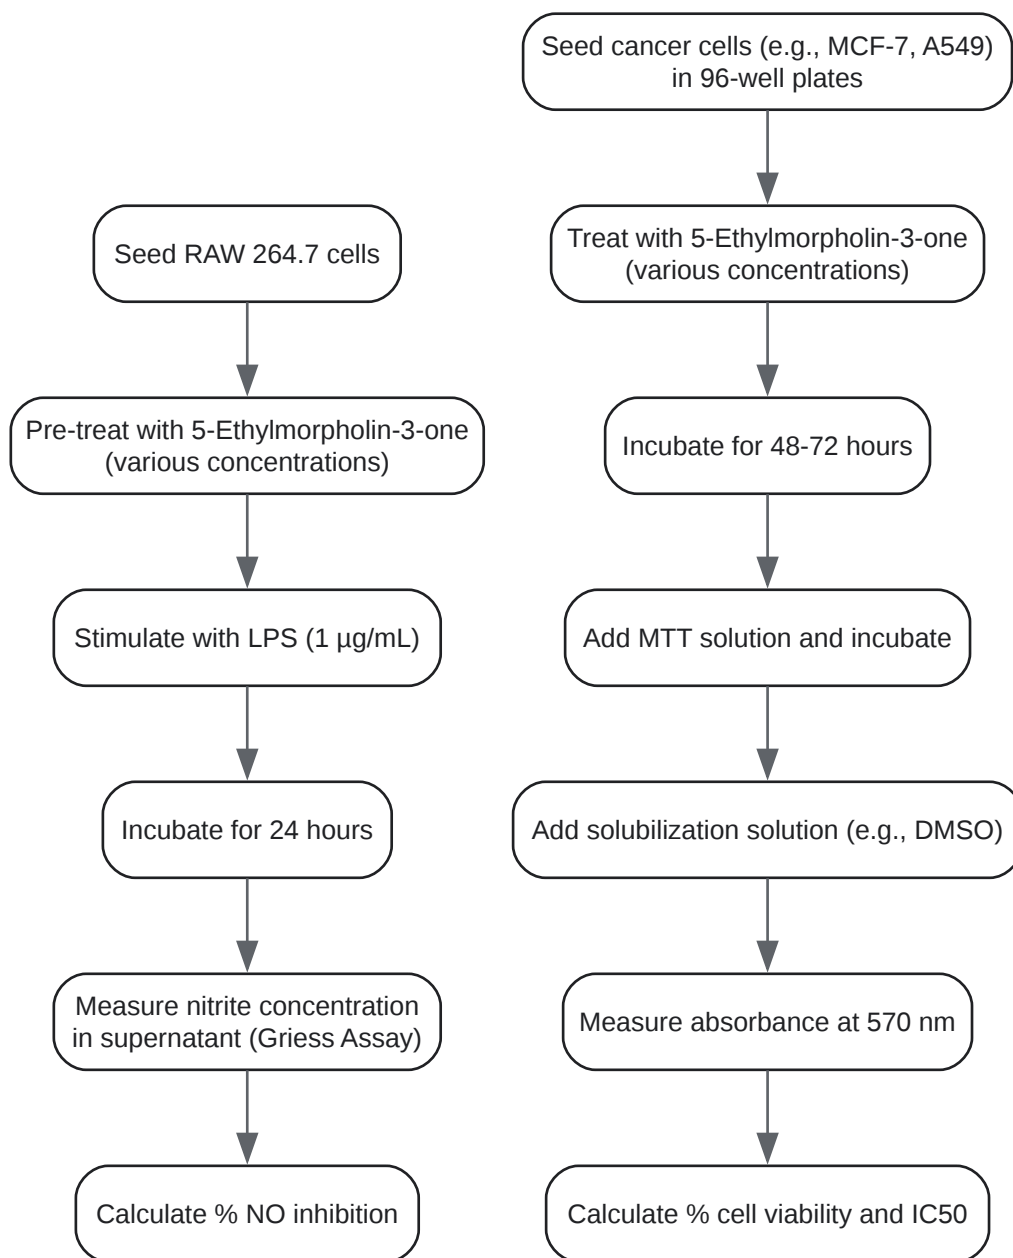 Seed RAW 264.7 cells
Pre-treat with 5-Ethylmorpholin-3-one
(various concentrations)
Stimulate with LPS (1 µg/mL)
Incubate for 24 hours
Measure nitrite concentration
in supernatant (Griess Assay)
Calculate % NO inhibition
Seed cancer cells (e.g., MCF-7, A549)
in 96-well plates
Treat with 5-Ethylmorpholin-3-one
(various concentrations)
Incubate for 48-72 hours
Add MTT solution and incubate
Add solubilization solution (e.g., DMSO)
Measure absorbance at 570 nm
Calculate % cell viability and IC50